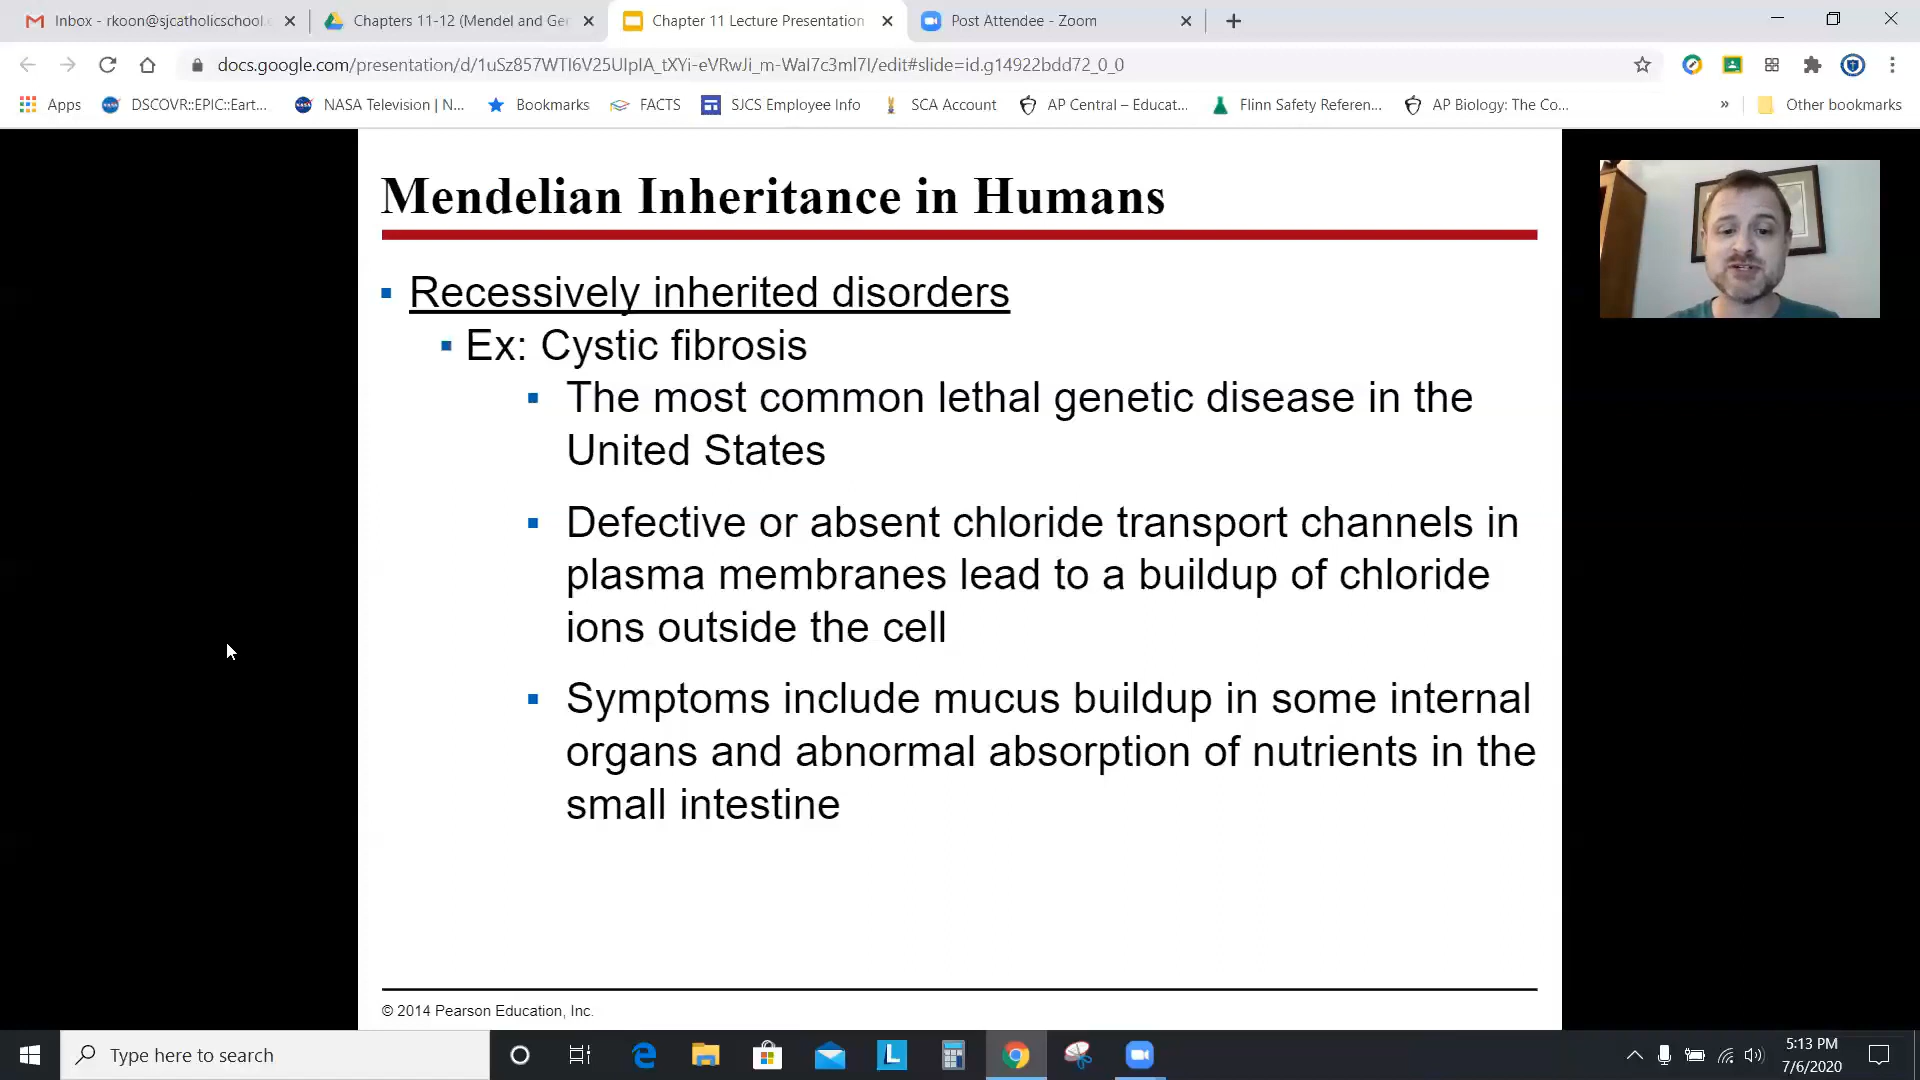 Inbox - rkoon@sjcatholicschool.
Chapters 11-12 (Mendel and Ge
Chapter 11 Lecture Presentation
Post Attendee - Zoom
docs.google.com/presentation/d/1uSz857WTI6V25UIpIA_tXYi-eVRwJi_m-WaI7c3ml7I/edit#slide=id.g14922bdd72_0_0
Apps
DSCOVR::EPIC::Eart...
NASA Television | N...
Bookmarks
FACTS
SJCS Employee Info
SCA Account
AP Central – Educat...
Flinn Safety Referen...
AP Biology: The Co...
»
Other bookmarks
Mendelian Inheritance in Humans
Recessively inherited disorders
Ex: Cystic fibrosis
The most common lethal genetic disease in the
United States
Defective or absent chloride transport channels in
plasma membranes lead to a buildup of chloride
ions outside the cell
Symptoms include mucus buildup in some internal
organs and abnormal absorption of nutrients in the
small intestine
© 2014 Pearson Education, Inc.
Type here to search
L
5:13 PM
7/6/2020